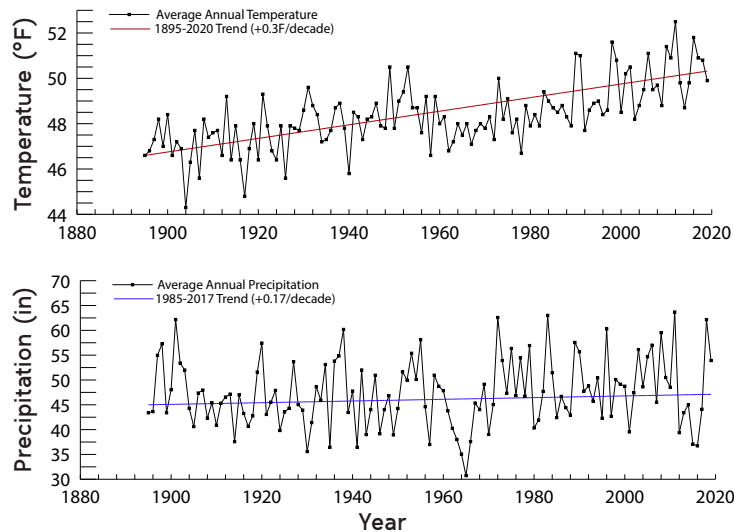 Average Annual Temperature
1895-2020 Trend (+0.3F/decade)
Temperature (°F)
52
50
48
46
44
1880 1900 1920 1940 1960 1980 2000 2020
Average Annual Precipitation
1985-2017 Trend (+0.17/decade)
Precipitation (in)
70
65
60
55
50
45
40
35
30
1880 1900 1920 1940 1960 1980 2000 2020
Year